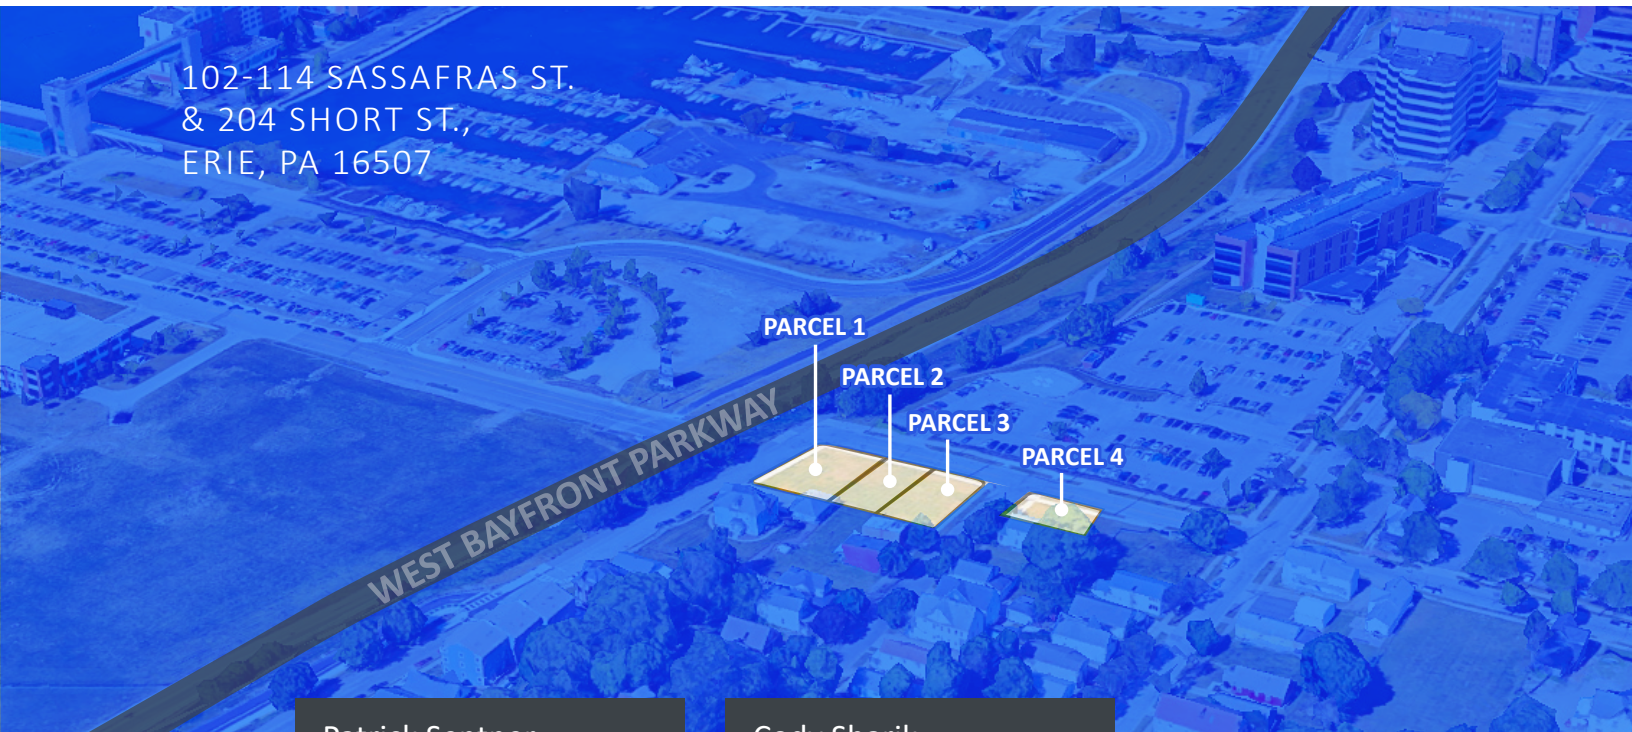 102-114 SASSAFRAS ST.
& 204 SHORT ST.,
ERIE, PA 16507
PARCEL 1
PARCEL 2
PARCEL 3
PARCEL 4
WEST BAYFRONT PARKWAY